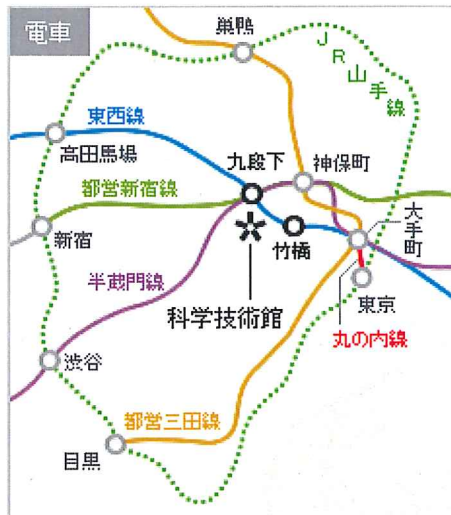 電車
巣鴨
JR山手線
東西線
高田馬場
九段下
神保町
都営新宿線
大手町
新宿
竹橋
半蔵門線
科学技術館
東京
丸の内線
渋谷
都営三田線
目黒